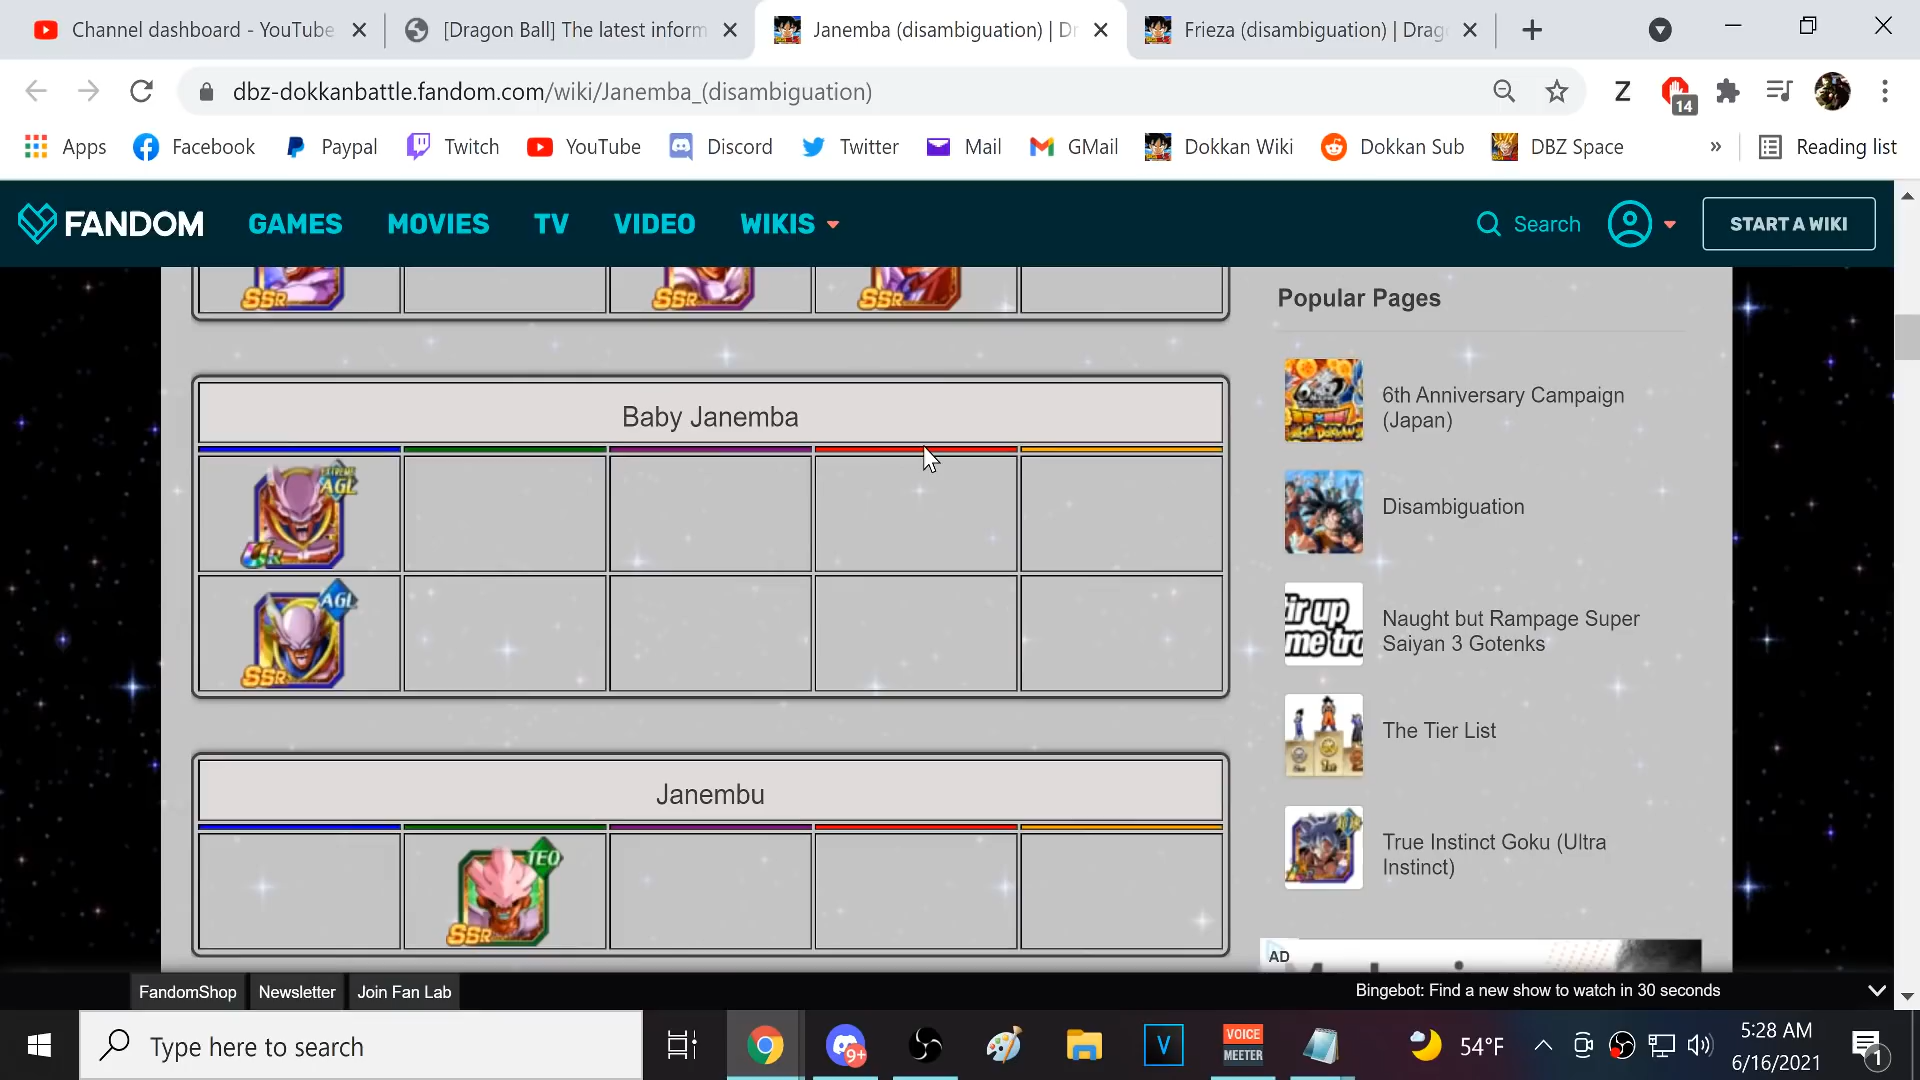 Channel dashboard - YouTube
[Dragon Ball] The latest inform
Janemba (disambiguation) | Dr
Frieza (disambiguation) | Drag
dbz-dokkanbattle.fandom.com/wiki/Janemba_(disambiguation)
Z
14
Apps
Facebook
Paypal
Twitch
YouTube
Discord
Twitter
Mail
GMail
Dokkan Wiki
Dokkan Sub
DBZ Space
»
Reading list
FANDOM
GAMES
MOVIES
TV
VIDEO
WIKIS
Search
START A WIKI
SSR
SSR
SSR
Baby Janemba
EXTREME
AGL
UR
AGL
SSR
Janembu
TEQ
SSR
Popular Pages
6th Anniversary Campaign
(Japan)
Disambiguation
Naught but Rampage Super
Saiyan 3 Gotenks
The Tier List
True Instinct Goku (Ultra
Instinct)
AD
FandomShop
Newsletter
Join Fan Lab
Bingebot: Find a new show to watch in 30 seconds
Type here to search
9+
V
VOICE
MEETER
54°F
5:28 AM
6/16/2021
1